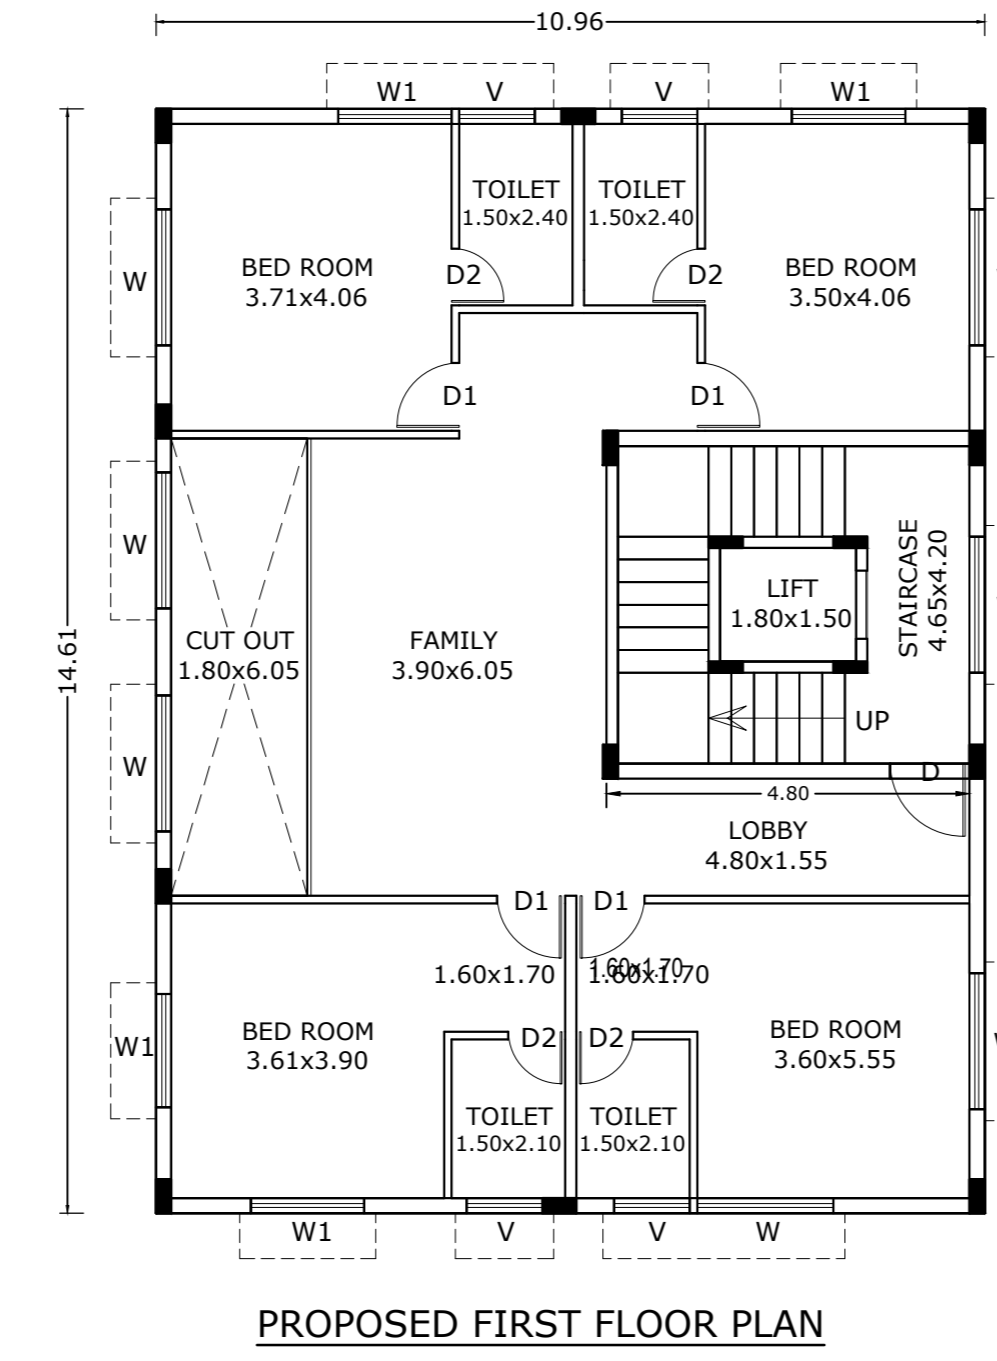 10.96
W1
V
V
W1
TOILET
1.50x2.40
TOILET
1.50x2.40
BED ROOM
3.71x4.06
D2
D2
BED ROOM
3.50x4.06
W
D1
D1
W
STAIRCASE
4.65x4.20
LIFT
1.80x1.50
14.61
CUT OUT
1.80x6.05
FAMILY
3.90x6.05
UP
W
D
4.80
LOBBY
4.80x1.55
D1
D1
1.60x1.70
1.60x1.70
1.60x1.70
BED ROOM
3.61x3.90
D2
D2
BED ROOM
3.60x5.55
W1
TOILET
1.50x2.10
TOILET
1.50x2.10
W1
V
V
W
PROPOSED FIRST FLOOR PLAN